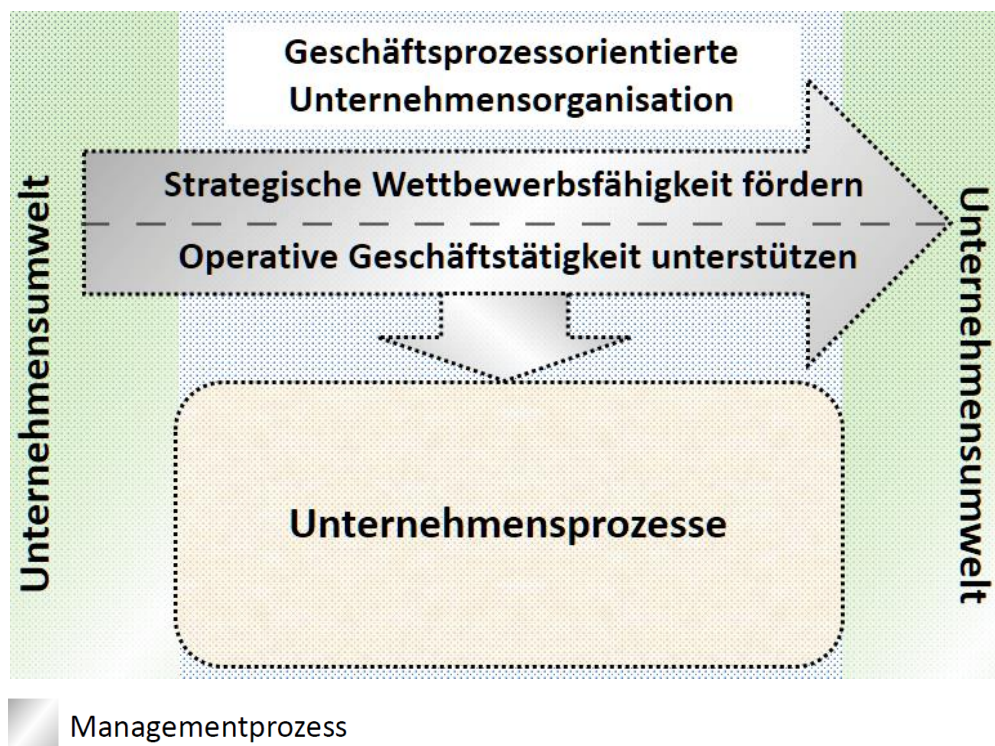 Geschäftsprozessorientierte
Unternehmensorganisation
Unternehmensumwelt
Strategische Wettbewerbsfähigkeit fördern
Operative Geschäftstätigkeit unterstützen
Unternehmensumwelt
Unternehmensprozesse
Managementprozess